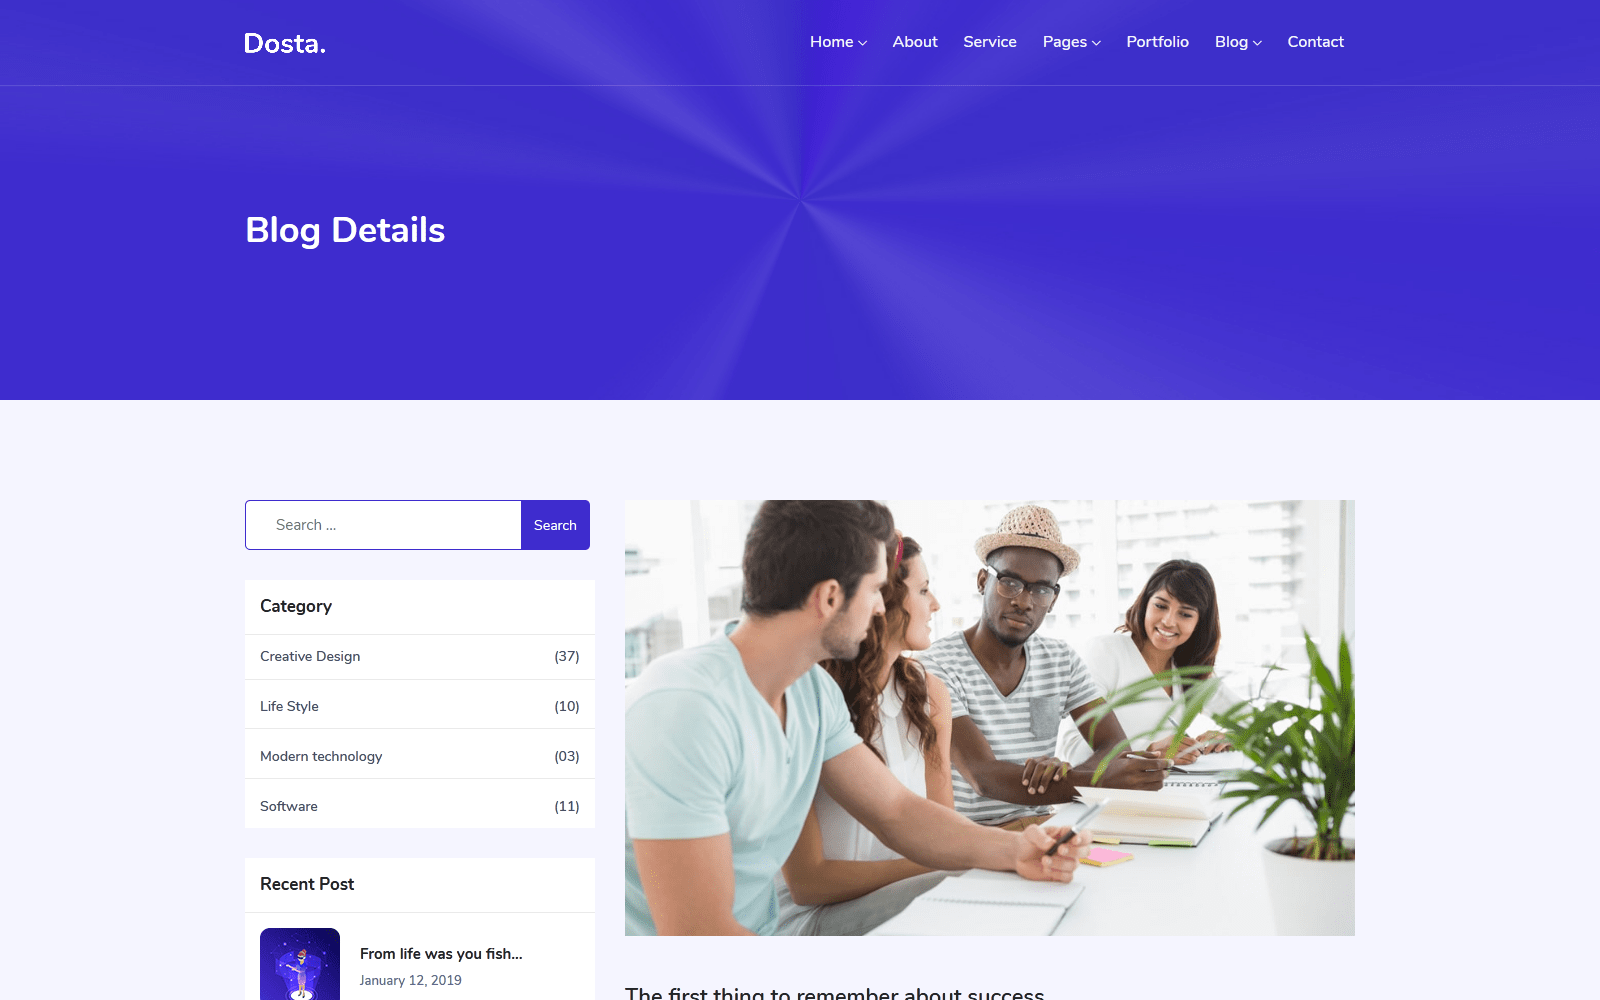 Dosta.
Home About Service Pages Portfolio Blog Contact
Blog Details
Search ...
Search
Category
Creative Design (37)
Life Style (10)
Modern technology (03)
Software (11)
Recent Post
From life was you fish...
January 12, 2019
The first thing to remember about success